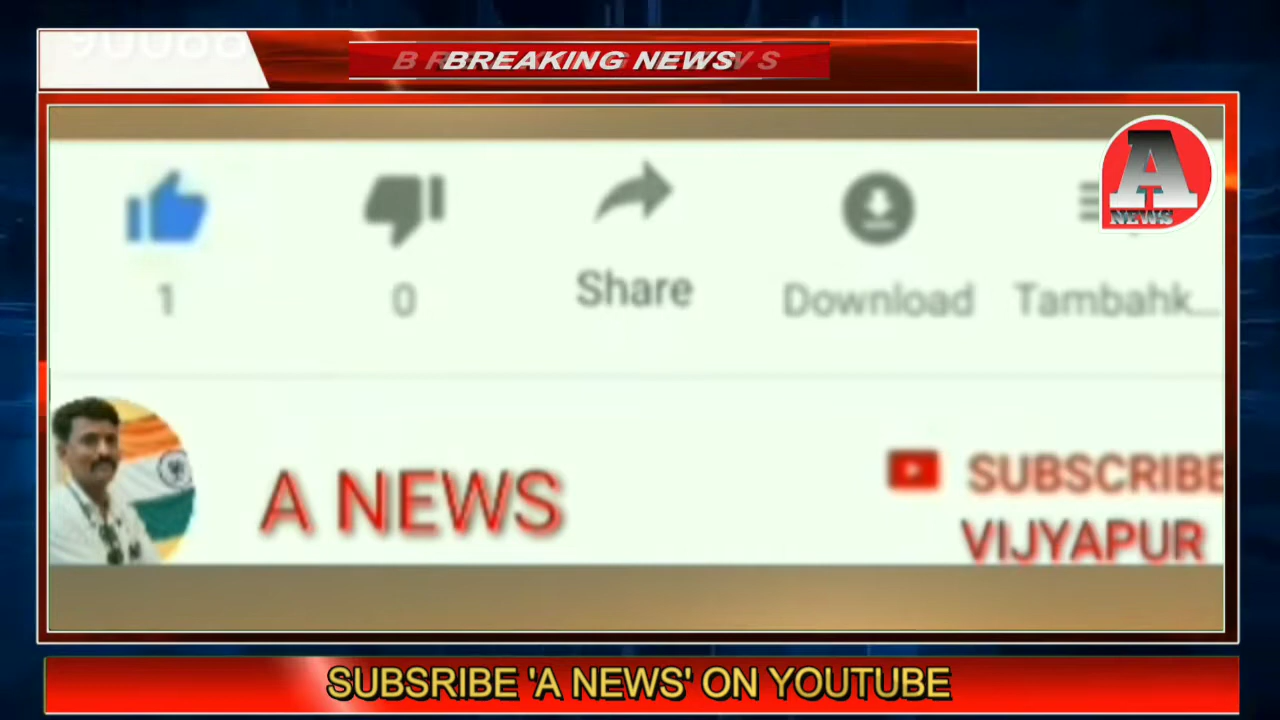 BREAKING NEWS
A
NEWS
1
0
Share
Download
Tambahk...
A NEWS
SUBSCRIBE
VIJYAPUR
SUBSRIBE 'A NEWS' ON YOUTUBE